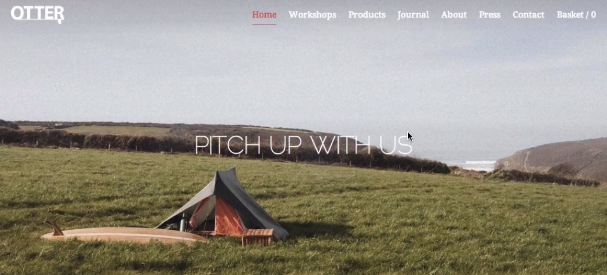 OTTER
Home Workshops Products Journal About Press Contact Basket / 0
PITCH UP WITH US